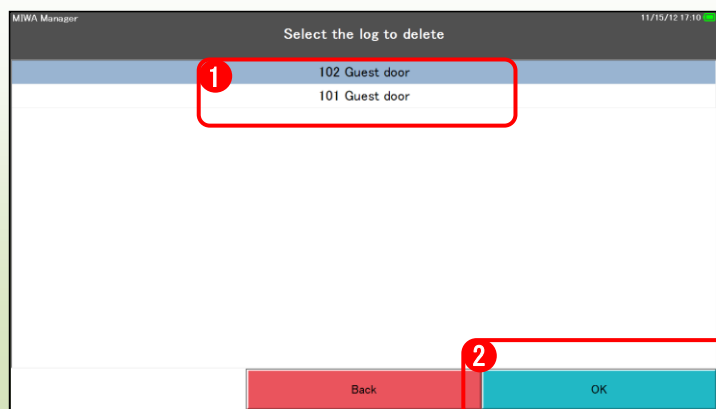 MIWA Manager
11/15/12 17:10
Select the log to delete
1
102 Guest door
101 Guest door
2
Back
OK